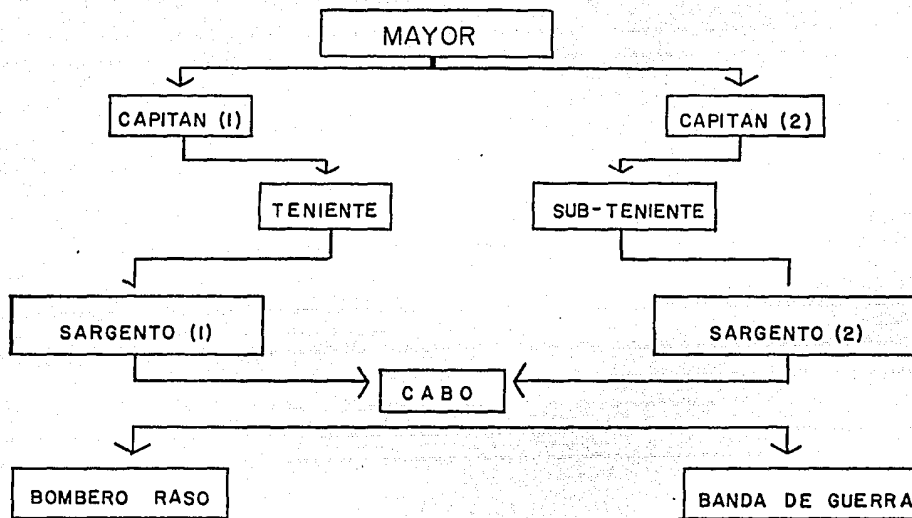 MAYOR
CAPITAN (1)
CAPITAN (2)
TENIENTE
SUB-TENIENTE
SARGENTO (1)
SARGENTO (2)
CABO
BOMBERO RASO
BANDA DE GUERRA